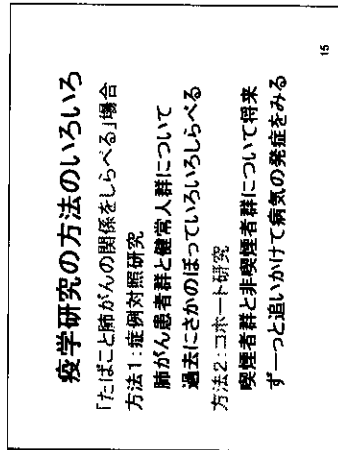 疫学研究の方法のいろいろ
「たばこと肺がんの関係をしらべる」場合
方法1:症例対照研究
肺がん患者群と健常人群について
過去にさかのぼっていろいろしらべる
方法2:コホート研究
喫煙者群と非喫煙者群について将来
ずーっと追いかけて病気の発症をみる
15